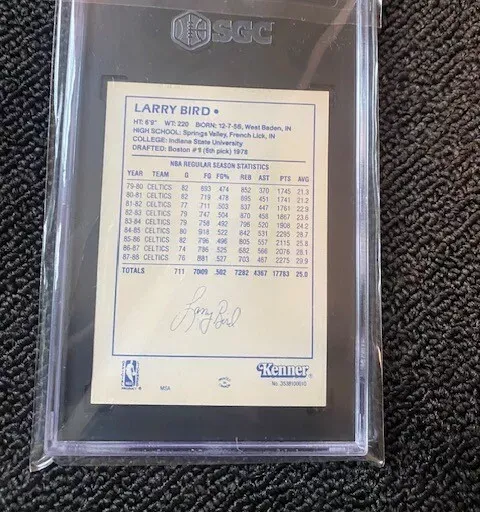 SGC
LARRY BIRD •
HT: 6'9" WT: 220 BORN: 12-7-56, West Baden, IN
HIGH SCHOOL: Springs Valley, French Lick, IN
COLLEGE: Indiana State University
DRAFTED: Boston #1 (6th pick) 1978
NBA REGULAR SEASON STATISTICS
YEAR TEAM G FG FG% REB AST PTS AVG
79-80 CELTICS 82 693 474 852 370 1745 21.3
80-81 CELTICS 82 719 478 895 451 1741 21.2
81-82 CELTICS 77 711 503 837 447 1761 22.9
82-83 CELTICS 79 747 504 870 458 1867 23.6
83-84 CELTICS 79 758 492 796 520 1908 24.2
84-85 CELTICS 80 918 522 842 531 2295 28.7
85-86 CELTICS 82 796 496 805 557 2115 25.8
86-87 CELTICS 74 786 525 682 566 2076 28.1
87-88 CELTICS 76 881 527 703 467 2275 29.9
TOTALS 711 7009 .502 7282 4367 17783 25.0
Larry Bird
Kenner®
NBA
PRODUCT ®
MSA
No. 3538100010